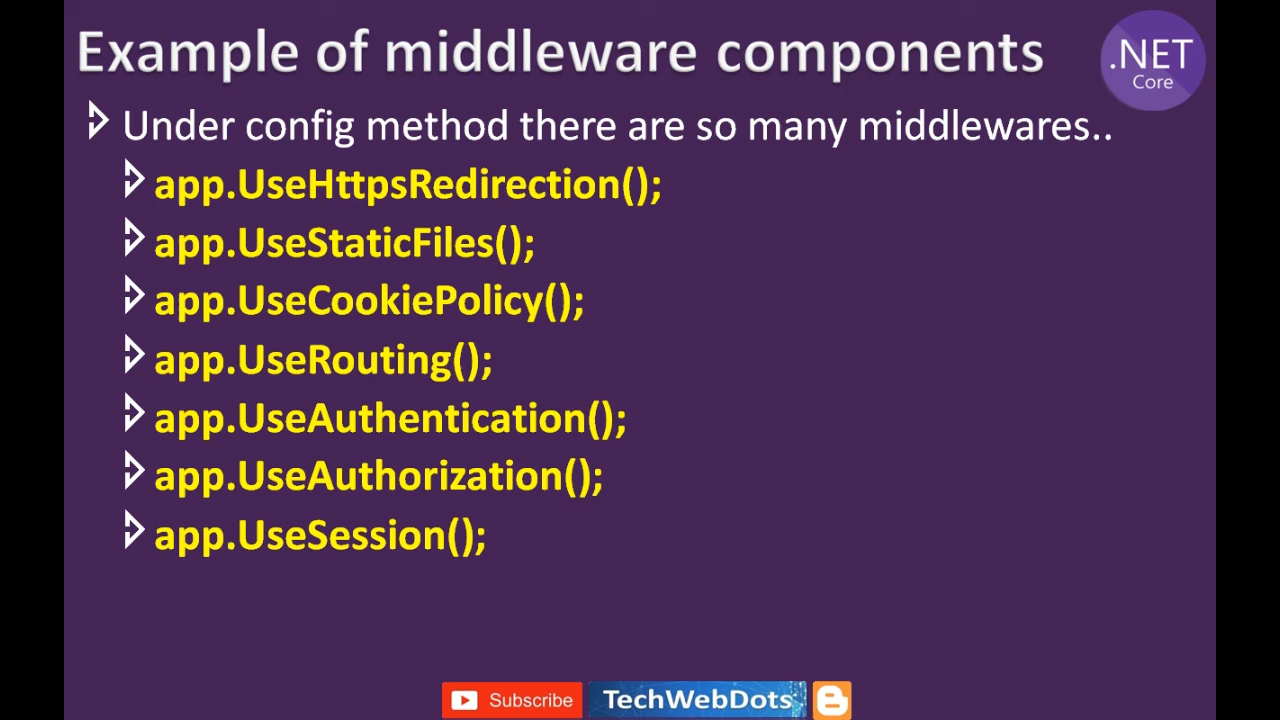 Example of middleware components
.NET
Core
Under config method there are so many middlewares..
app.UseHttpsRedirection();
app.UseStaticFiles();
app.UseCookiePolicy();
app.UseRouting();
app.UseAuthentication();
app.UseAuthorization();
app.UseSession();
Subscribe TechWebDots